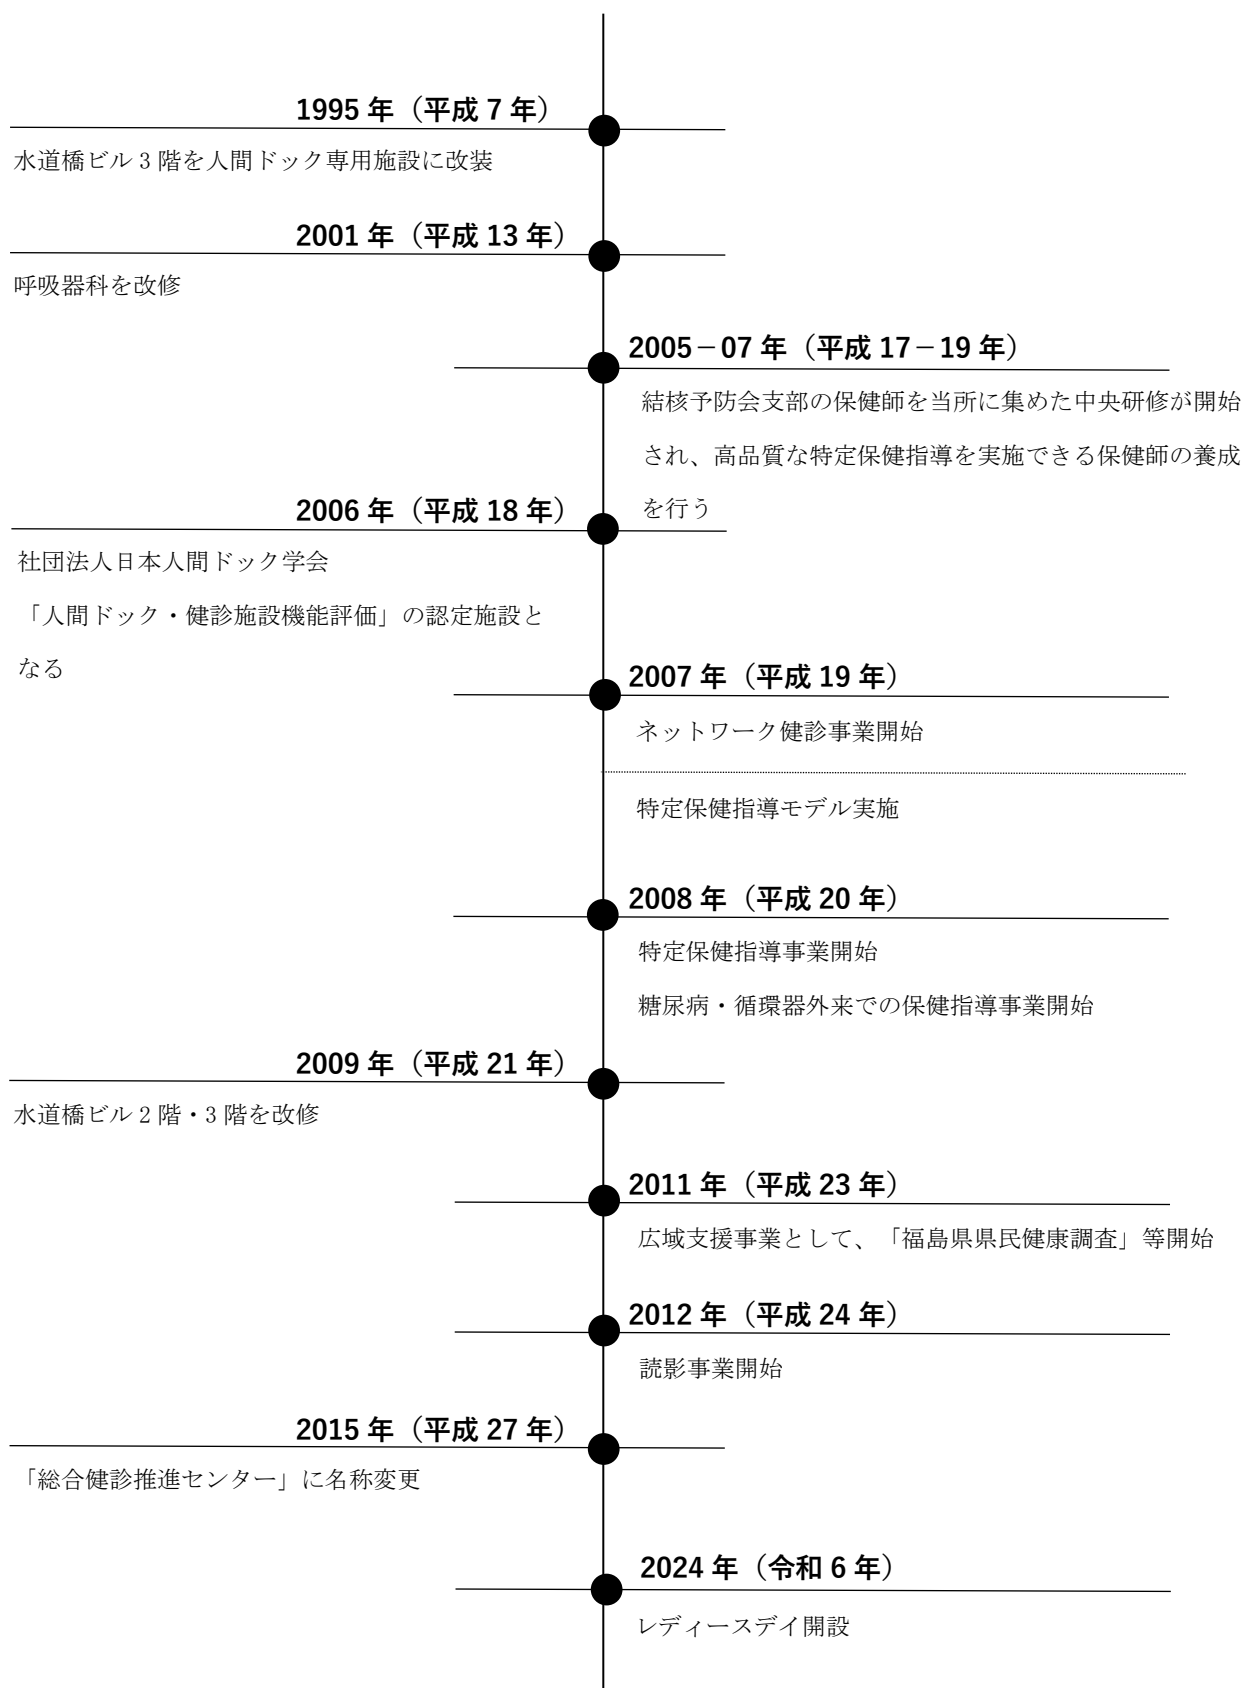 1995 年（平成 7 年）
水道橋ビル 3 階を人間ドック専用施設に改装
2001 年（平成 13 年）
呼吸器科を改修
2005－07 年（平成 17－19 年）
結核予防会支部の保健師を当所に集めた中央研修が開始
され、高品質な特定保健指導を実施できる保健師の養成
を行う
2006 年（平成 18 年）
社団法人日本人間ドック学会
「人間ドック・健診施設機能評価」の認定施設と
なる
2007 年（平成 19 年）
ネットワーク健診事業開始
特定保健指導モデル実施
2008 年（平成 20 年）
特定保健指導事業開始
糖尿病・循環器外来での保健指導事業開始
2009 年（平成 21 年）
水道橋ビル 2 階・3 階を改修
2011 年（平成 23 年）
広域支援事業として、「福島県県民健康調査」等開始
2012 年（平成 24 年）
読影事業開始
2015 年（平成 27 年）
「総合健診推進センター」に名称変更
2024 年（令和 6 年）
レディースデイ開設